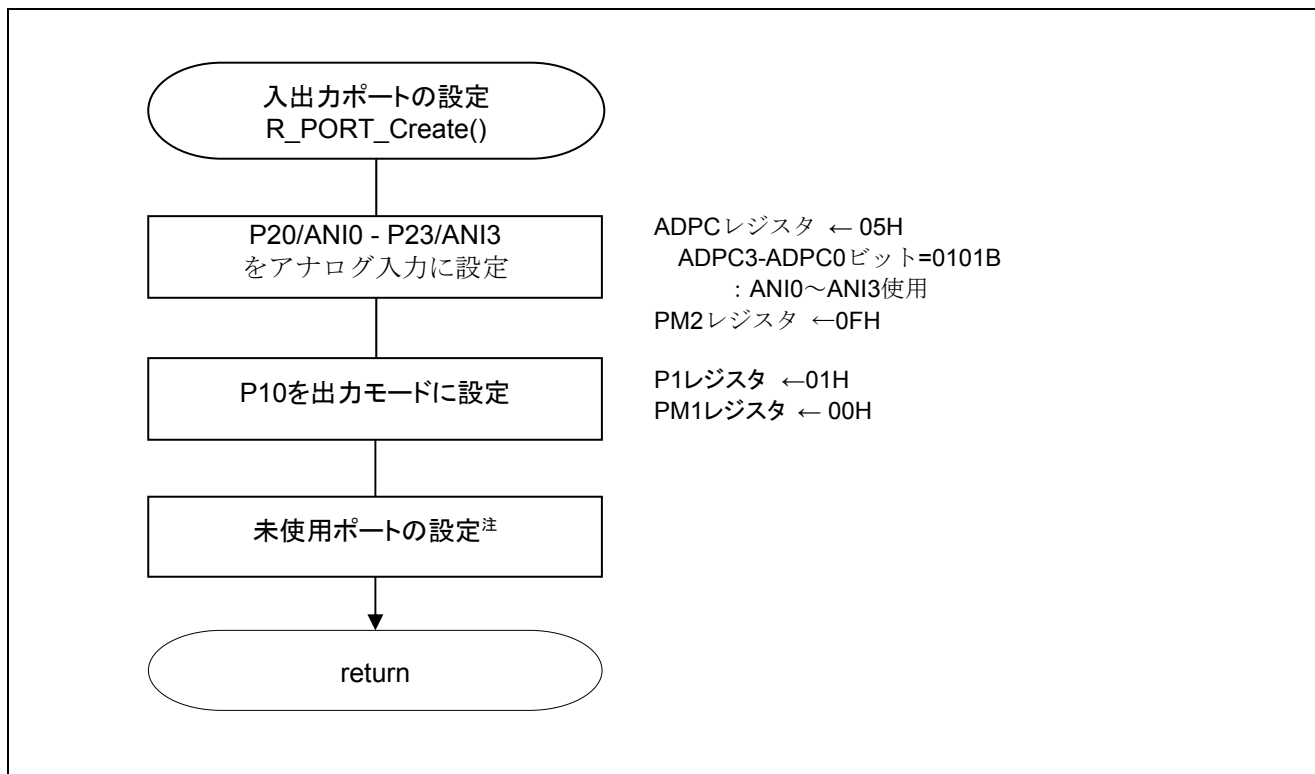 入出力ポートの設定
R_PORT_Create()
P20/ANI0 - P23/ANI3
をアナログ入力に設定
ADPCレジスタ ← 05H
ADPC3-ADPC0ビット=0101B
：ANI0～ANI3使用
PM2レジスタ ←0FH
P10を出力モードに設定
P1レジスタ ←01H
PM1レジスタ ← 00H
未使用ポートの設定注
return